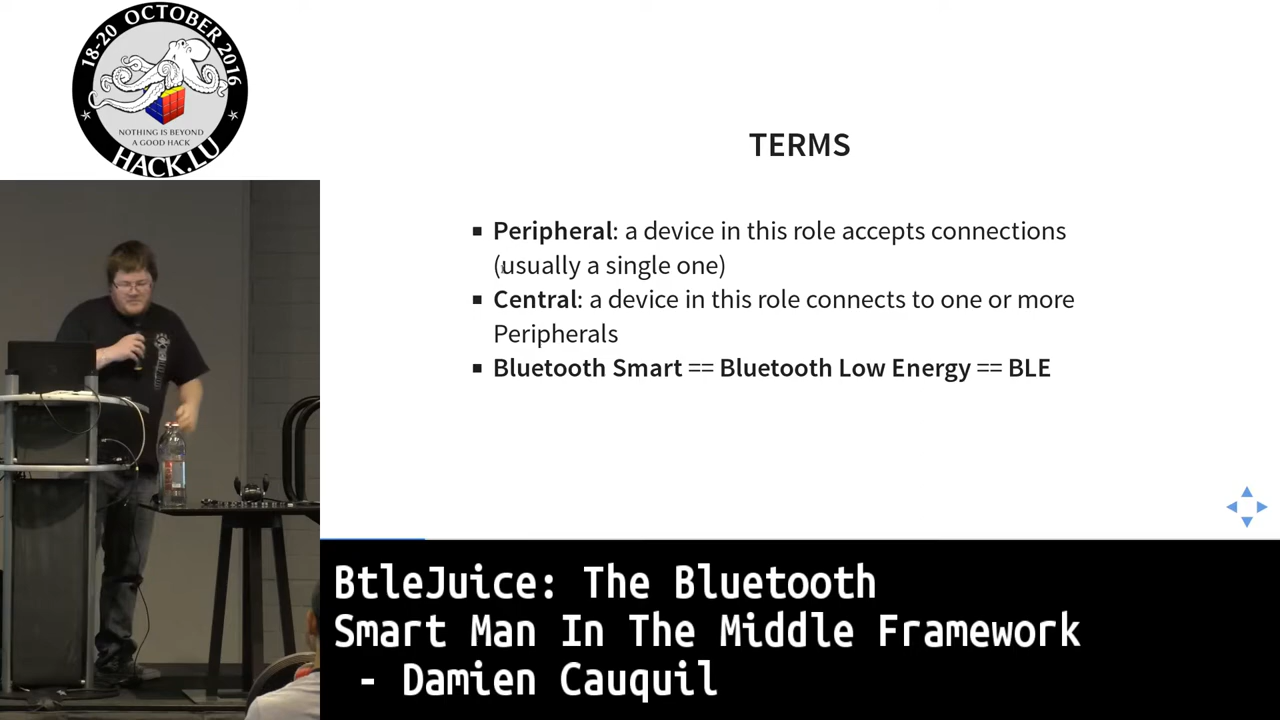 18-20 OCTOBER 2016
NOTHING IS BEYOND
A GOOD HACK
HACK.LU
TERMS
▪ Peripheral: a device in this role accepts connections
(usually a single one)
▪ Central: a device in this role connects to one or more
Peripherals
▪ Bluetooth Smart == Bluetooth Low Energy == BLE
BtleJuice: The Bluetooth
Smart Man In The Middle Framework
- Damien Cauquil